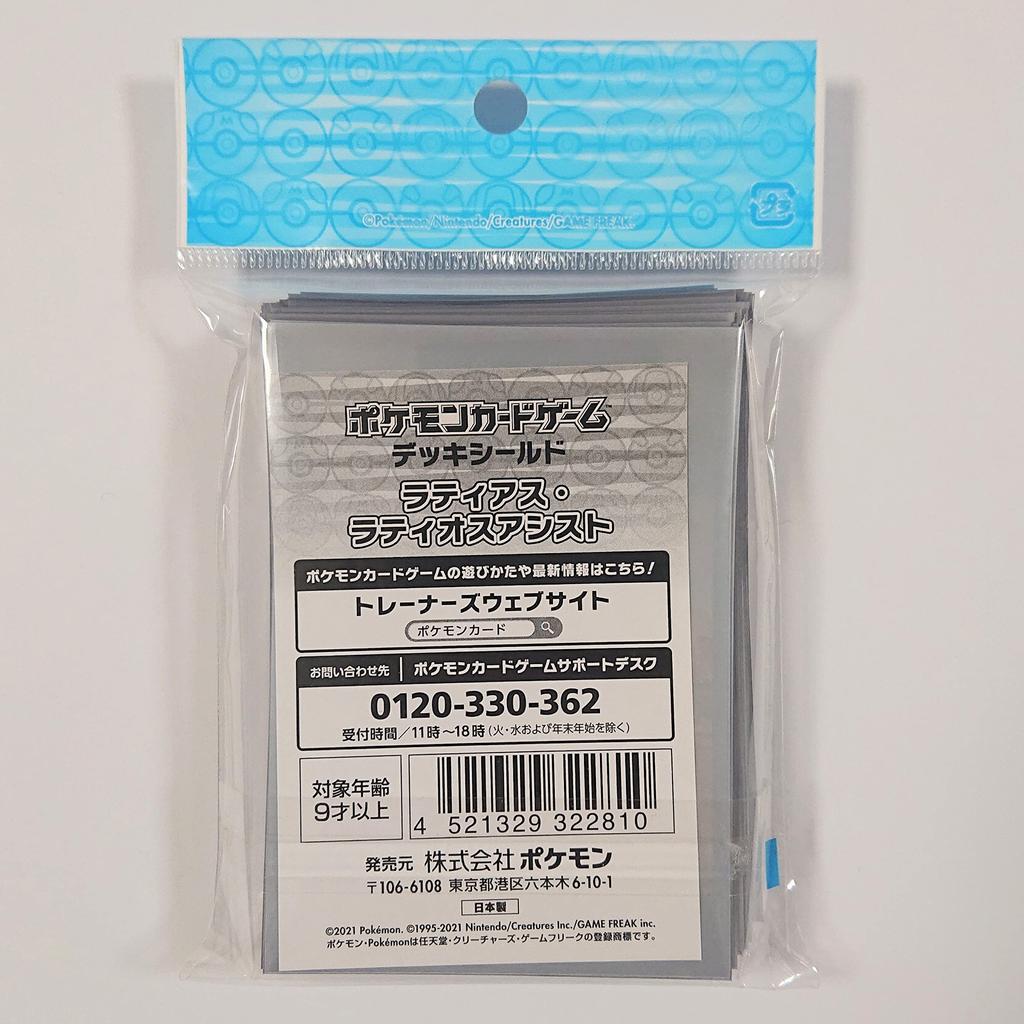 ©Pokémon/Nintendo/Creatures/GAME FREAK.
プラ
ポケモンカードゲーム
デッキシールド
ラティアス・
ラティオスアシスト
ポケモンカードゲームの遊びかたや最新情報はこちら!
トレーナーズウェブサイト
ポケモンカード
お問い合わせ先 ポケモンカードゲームサポートデスク
0120-330-362
受付時間/11時~18時(火・水および年末年始を除く)
対象年齢
9才以上
4 521329 322810
発売元 株式会社ポケモン
〒106-6108 東京都港区六本木6-10-1
日本製
©2021 Pokémon. ©1995-2021 Nintendo/Creatures Inc./GAME FREAK inc.
ポケモン・Pokémonは任天堂・クリーチャーズ・ゲームフリークの登録商標です。